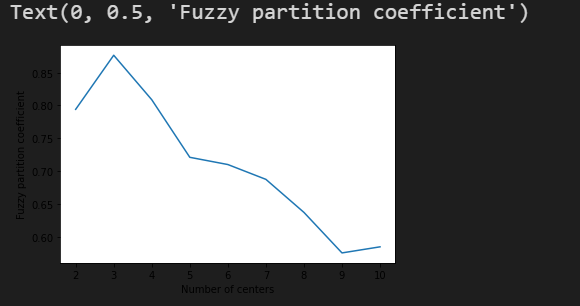 Text(0, 0.5, 'Fuzzy partition coefficient')
0.85
0.80
0.75
0.70
0.65
0.60
Fuzzy partition coefficient
2 3 4 5 6 7 8 9 10
Number of centers